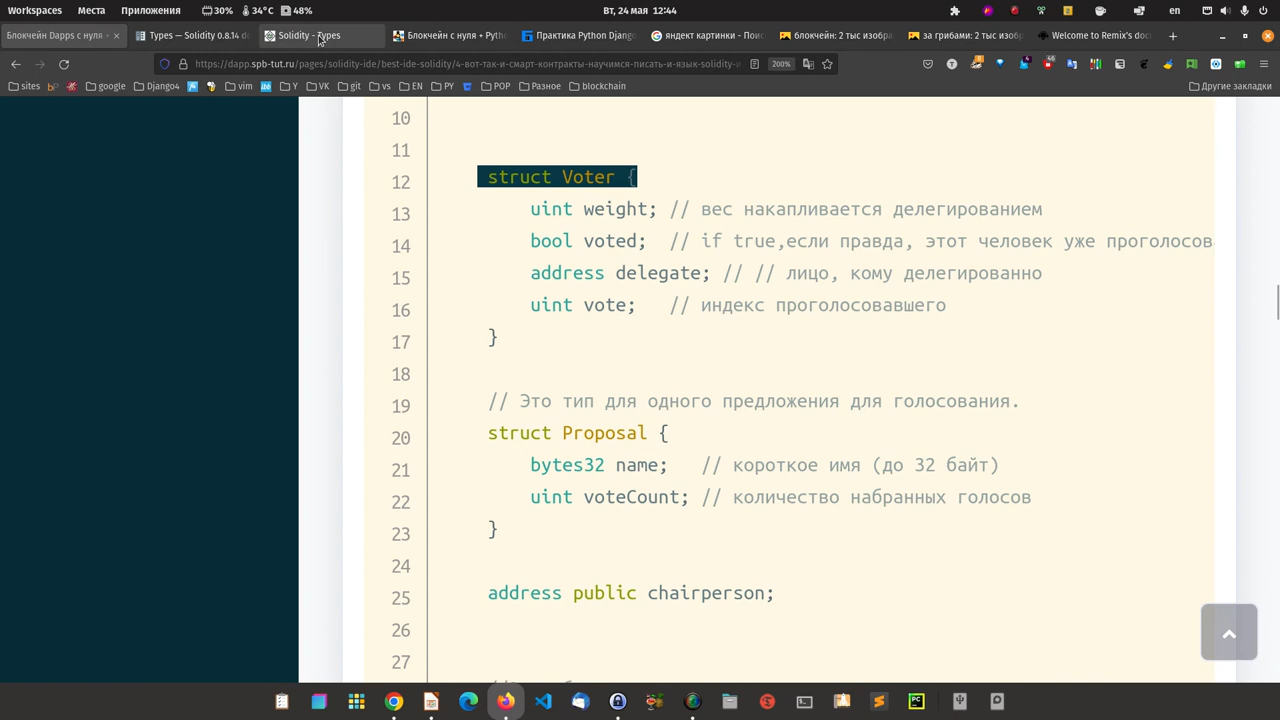 Workspaces Места Приложения 30% 34°C 48% ВТ, 24 мая 12:44 en
Блокчейн Dapps с нуля + Types — Solidity 0.8.14 d Solidity - Types Блокчейн с нуля + Pyth Практика Python Djang яндект картинки - Поис блокчейн: 2 тыс изобра за грибами: 2 тыс изоб Welcome to Remix's doc
https://dapp.spb-tut.ru/pages/solidity-ide/best-ide-solidity/4-вот-так-и-смарт-контракты-научимся-писать-и-язык-solidity-и 200%
sites google Django4 vim Y VK git vs EN PY POP Разное blockchain Другие закладки
10
11
12 struct Voter {
13 uint weight; // вес накапливается делегированием
14 bool voted; // if true,если правда, этот человек уже проголосов
15 address delegate; // // лицо, кому делегированно
16 uint vote; // индекс проголосовавшего
17 }
18
19 // Это тип для одного предложения для голосования.
20 struct Proposal {
21 bytes32 name; // короткое имя (до 32 байт)
22 uint voteCount; // количество набранных голосов
23 }
24
25 address public chairperson;
26
27